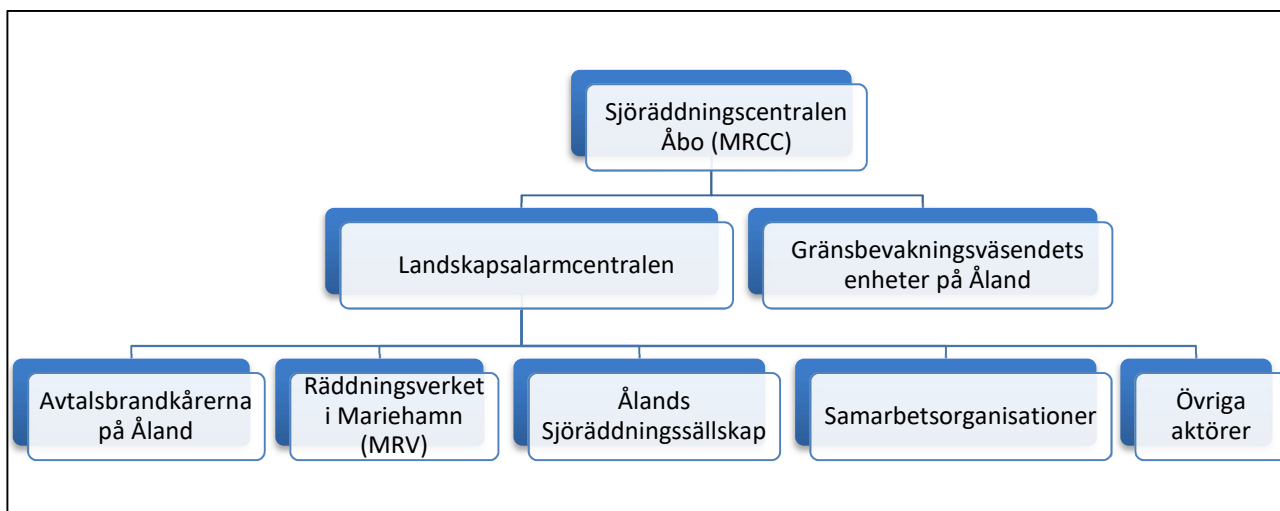 Sjöräddningscentralen
Åbo (MRCC)
Landskapsalarmcentralen
Gränsbevakningsväsendets
enheter på Åland
Avtalsbrandkårerna
på Åland
Räddningsverket
i Mariehamn
(MRV)
Ålands
Sjöräddningssällskap
Samarbetsorganisationer
Övriga
aktörer